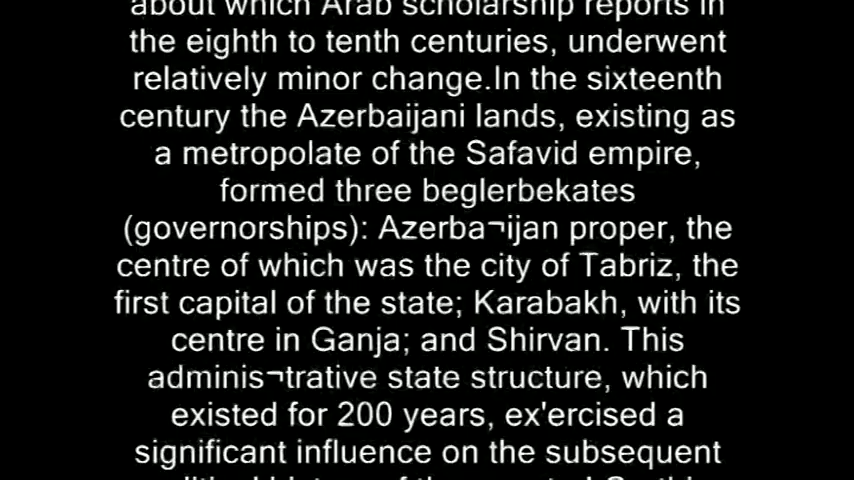 about which Arab scholarship reports in
the eighth to tenth centuries, underwent
relatively minor change.In the sixteenth
century the Azerbaijani lands, existing as
a metropolate of the Safavid empire,
formed three beglerbekates
(governorships): Azerba¬ijan proper, the
centre of which was the city of Tabriz, the
first capital of the state; Karabakh, with its
centre in Ganja; and Shirvan. This
adminis¬trative state structure, which
existed for 200 years, ex'ercised a
significant influence on the subsequent